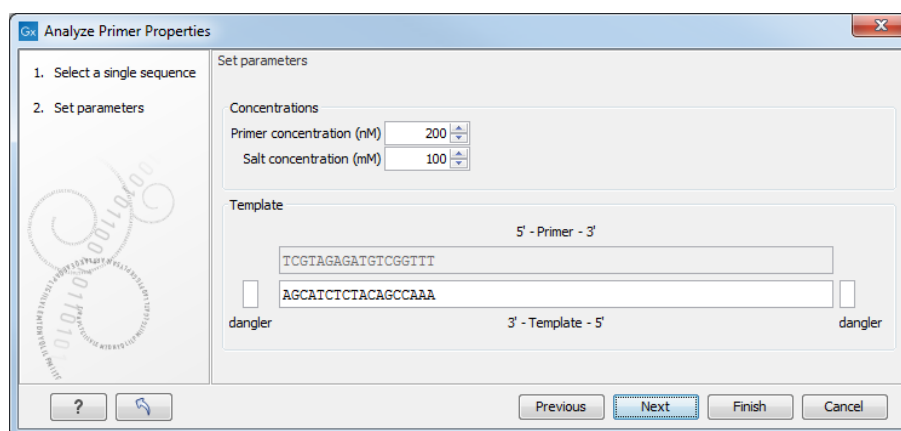 Gx Analyze Primer Properties
1. Select a single sequence
2. Set parameters
Set parameters
Concentrations
Primer concentration (nM) 200
Salt concentration (mM) 100
Template
5' - Primer - 3'
TCGTAGAGATGTCGGTTT
AGCATCTCTACAGCCAAA
dangler 3' - Template - 5' dangler
? Previous Next Finish Cancel